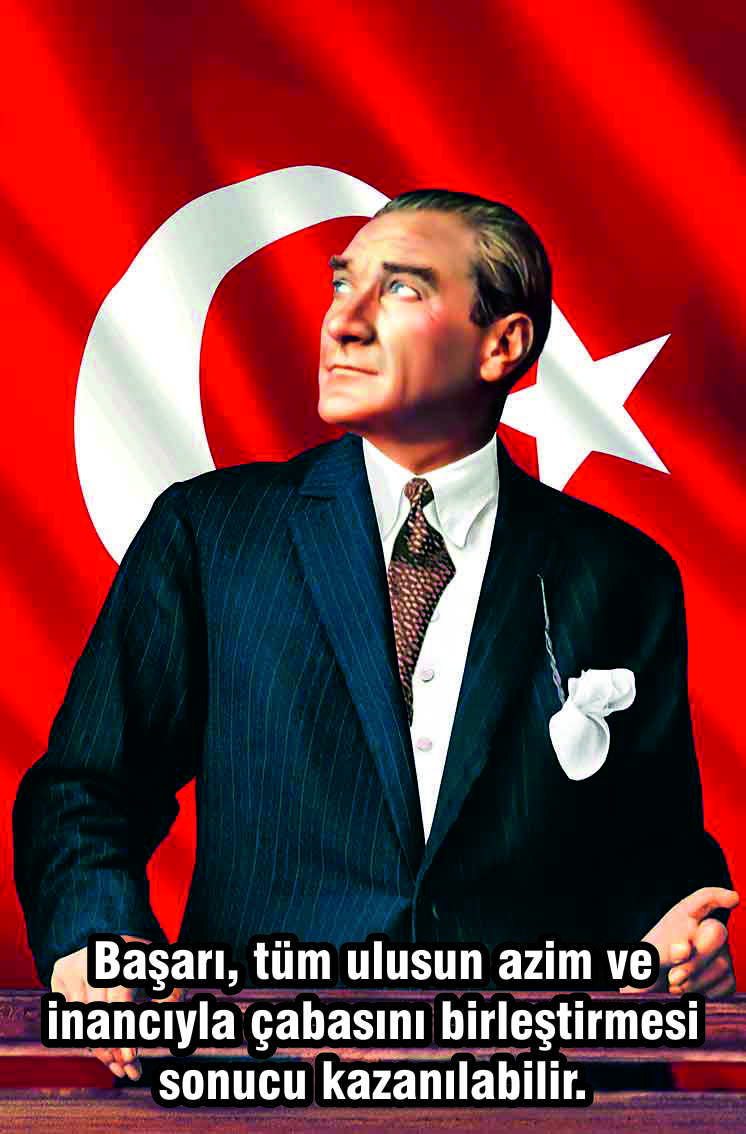 Başarı, tüm ulusun azim ve
inancıyla çabasını birleştirmesi
sonucu kazanılabilir.